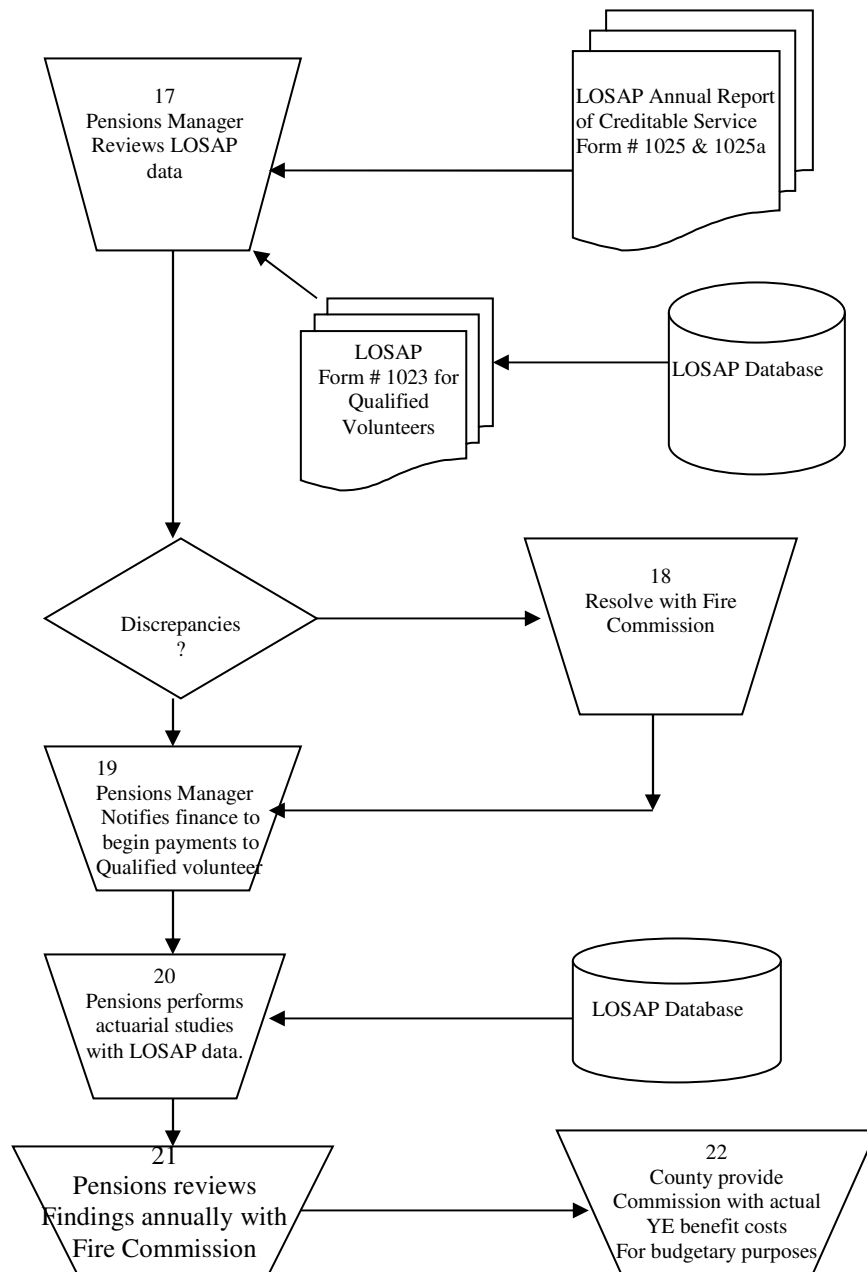 17
Pensions Manager
Reviews LOSAP
data
LOSAP Annual Report
of Creditable Service
Form # 1025 & 1025a
LOSAP
Form # 1023 for
Qualified
Volunteers
LOSAP Database
Discrepancies
?
18
Resolve with Fire
Commission
19
Pensions Manager
Notifies finance to
begin payments to
Qualified volunteer
20
Pensions performs
actuarial studies
with LOSAP data.
LOSAP Database
21
Pensions reviews
Findings annually with
Fire Commission
22
County provide
Commission with actual
YE benefit costs
For budgetary purposes